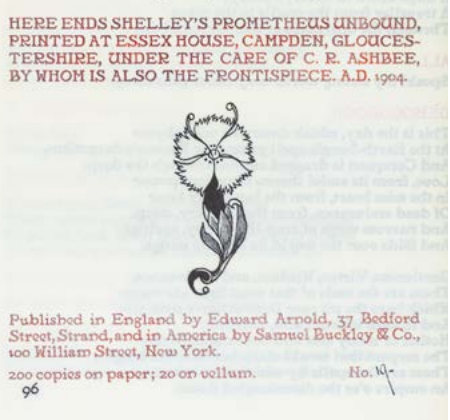 HERE ENDS SHELLEY'S PROMETHEUS UNBOUND,
PRINTED AT ESSEX HOUSE, CAMPDEN, GLOUCES-
TERSHIRE, UNDER THE CARE OF C. R. ASHBEE,
BY WHOM IS ALSO THE FRONTISPIECE. A.D. 1904.
Published in England by Edward Arnold, 37 Bedford
Street, Strand, and in America by Samuel Buckley & Co.,
100 William Street, New York.
200 copies on paper; 20 on vellum. No. 19
96